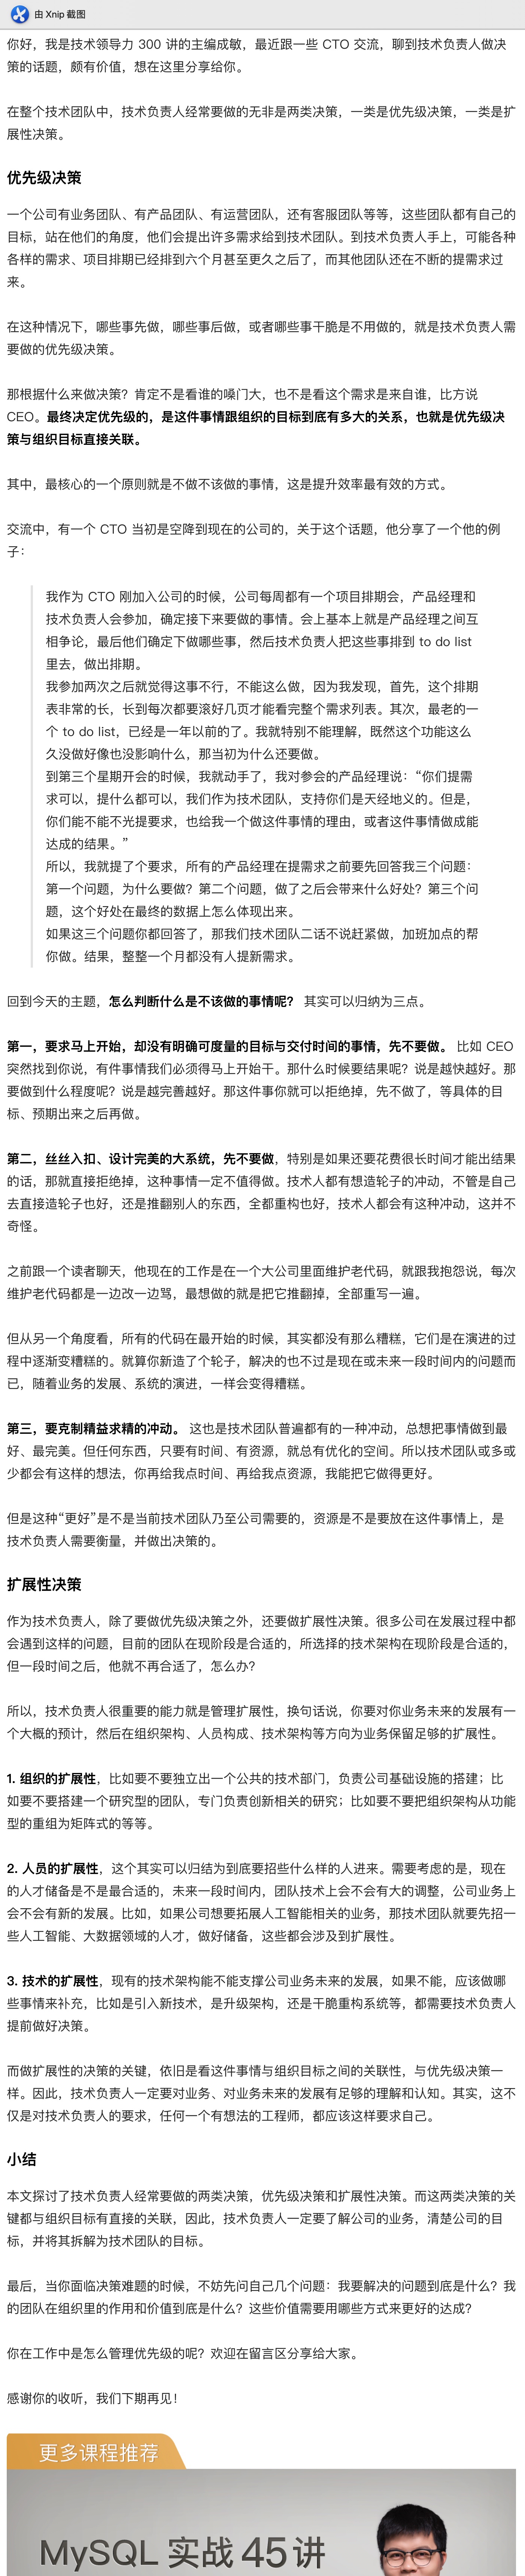 由 Xnip 截图
你好，我是技术领导力 300 讲的主编成敏，最近跟一些 CTO 交流，聊到技术负责人做决
策的话题，颇有价值，想在这里分享给你。
在整个技术团队中，技术负责人经常要做的无非是两类决策，一类是优先级决策，一类是扩
展性决策。
优先级决策
一个公司有业务团队、有产品团队、有运营团队，还有客服团队等等，这些团队都有自己的
目标，站在他们的角度，他们会提出许多需求给到技术团队。到技术负责人手上，可能各种
各样的需求、项目排期已经排到六个月甚至更久之后了，而其他团队还在不断的提需求过
来。
在这种情况下，哪些事先做，哪些事后做，或者哪些事干脆是不用做的，就是技术负责人需
要做的优先级决策。
那根据什么来做决策？肯定不是看谁的嗓门大，也不是看这个需求是来自谁，比方说
CEO。最终决定优先级的，是这件事情跟组织的目标到底有多大的关系，也就是优先级决
策与组织目标直接关联。
其中，最核心的一个原则就是不做不该做的事情，这是提升效率最有效的方式。
交流中，有一个 CTO 当初是空降到现在的公司的，关于这个话题，他分享了一个他的例
子：
我作为 CTO 刚加入公司的时候，公司每周都有一个项目排期会，产品经理和
技术负责人会参加，确定接下来要做的事情。会上基本上就是产品经理之间互
相争论，最后他们确定下做哪些事，然后技术负责人把这些事排到 to do list
里去，做出排期。
我参加两次之后就觉得这事不行，不能这么做，因为我发现，首先，这个排期
表非常的长，长到每次都要滚好几页才能看完整个需求列表。其次，最老的一
个 to do list，已经是一年以前的了。我就特别不能理解，既然这个功能这么
久没做好像也没影响什么，那当初为什么还要做。
到第三个星期开会的时候，我就动手了，我对参会的产品经理说：“你们提需
求可以，提什么都可以，我们作为技术团队，支持你们是天经地义的。但是，
你们能不能不光提要求，也给我一个做这件事情的理由，或者这件事情做成能
达成的结果。”
所以，我就提了个要求，所有的产品经理在提需求之前要先回答我三个问题：
第一个问题，为什么要做？第二个问题，做了之后会带来什么好处？第三个问
题，这个好处在最终的数据上怎么体现出来。
如果这三个问题你都回答了，那我们技术团队二话不说赶紧做，加班加点的帮
你做。结果，整整一个月都没有人提新需求。
回到今天的主题，怎么判断什么是不该做的事情呢？ 其实可以归纳为三点。
第一，要求马上开始，却没有明确可度量的目标与交付时间的事情，先不要做。 比如 CEO
突然找到你说，有件事情我们必须得马上开始干。那什么时候要结果呢？说是越快越好。那
要做到什么程度呢？说是越完善越好。那这件事你就可以拒绝掉，先不做了，等具体的目
标、预期出来之后再做。
第二，丝丝入扣、设计完美的大系统，先不要做，特别是如果还要花费很长时间才能出结果
的话，那就直接拒绝掉，这种事情一定不值得做。技术人都有想造轮子的冲动，不管是自己
去直接造轮子也好，还是推翻别人的东西，全都重构也好，技术人都会有这种冲动，这并不
奇怪。
之前跟一个读者聊天，他现在的工作是在一个大公司里面维护老代码，就跟我抱怨说，每次
维护老代码都是一边改一边骂，最想做的就是把它推翻掉，全部重写一遍。
但从另一个角度看，所有的代码在最开始的时候，其实都没有那么糟糕，它们是在演进的过
程中逐渐变糟糕的。就算你新造了个轮子，解决的也不过是现在或未来一段时间内的问题而
已，随着业务的发展、系统的演进，一样会变得糟糕。
第三，要克制精益求精的冲动。 这也是技术团队普遍都有的一种冲动，总想把事情做到最
好、最完美。但任何东西，只要有时间、有资源，就总有优化的空间。所以技术团队或多或
少都会有这样的想法，你再给我点时间、再给我点资源，我能把它做得更好。
但是这种“更好”是不是当前技术团队乃至公司需要的，资源是不是要放在这件事情上，是
技术负责人需要衡量，并做出决策的。
扩展性决策
作为技术负责人，除了要做优先级决策之外，还要做扩展性决策。很多公司在发展过程中都
会遇到这样的问题，目前的团队在现阶段是合适的，所选择的技术架构在现阶段是合适的，
但一段时间之后，他就不再合适了，怎么办？
所以，技术负责人很重要的能力就是管理扩展性，换句话说，你要对你业务未来的发展有一
个大概的预计，然后在组织架构、人员构成、技术架构等方向为业务保留足够的扩展性。
1. 组织的扩展性，比如要不要独立出一个公共的技术部门，负责公司基础设施的搭建；比
如要不要搭建一个研究型的团队，专门负责创新相关的研究；比如要不要把组织架构从功能
型的重组为矩阵式的等等。
2. 人员的扩展性，这个其实可以归结为到底要招些什么样的人进来。需要考虑的是，现在
的人才储备是不是最合适的，未来一段时间内，团队技术上会不会有大的调整，公司业务上
会不会有新的发展。比如，如果公司想要拓展人工智能相关的业务，那技术团队就要先招一
些人工智能、大数据领域的人才，做好储备，这些都会涉及到扩展性。
3. 技术的扩展性，现有的技术架构能不能支撑公司业务未来的发展，如果不能，应该做哪
些事情来补充，比如是引入新技术，是升级架构，还是干脆重构系统等，都需要技术负责人
提前做好决策。
而做扩展性的决策的关键，依旧是看这件事情与组织目标之间的关联性，与优先级决策一
样。因此，技术负责人一定要对业务、对业务未来的发展有足够的理解和认知。其实，这不
仅是对技术负责人的要求，任何一个有想法的工程师，都应该这样要求自己。
小结
本文探讨了技术负责人经常要做的两类决策，优先级决策和扩展性决策。而这两类决策的关
键都与组织目标有直接的关联，因此，技术负责人一定要了解公司的业务，清楚公司的目
标，并将其拆解为技术团队的目标。
最后，当你面临决策难题的时候，不妨先问自己几个问题：我要解决的问题到底是什么？我
的团队在组织里的作用和价值到底是什么？这些价值需要用哪些方式来更好的达成？
你在工作中是怎么管理优先级的呢？欢迎在留言区分享给大家。
感谢你的收听，我们下期再见！
更多课程推荐
MySQL 实战 45 讲